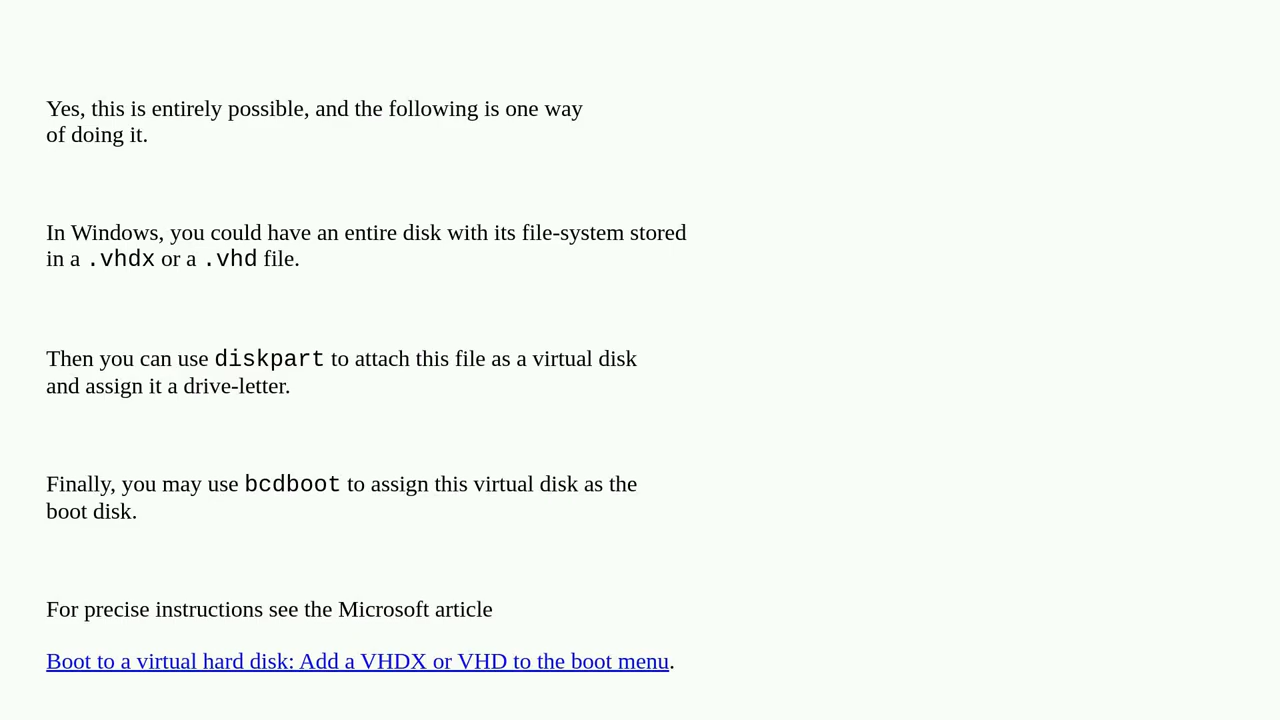 Yes, this is entirely possible, and the following is one way
of doing it.
In Windows, you could have an entire disk with its file-system stored
in a .vhdx or a .vhd file.
Then you can use diskpart to attach this file as a virtual disk
and assign it a drive-letter.
Finally, you may use bcdboot to assign this virtual disk as the
boot disk.
For precise instructions see the Microsoft article
Boot to a virtual hard disk: Add a VHDX or VHD to the boot menu.